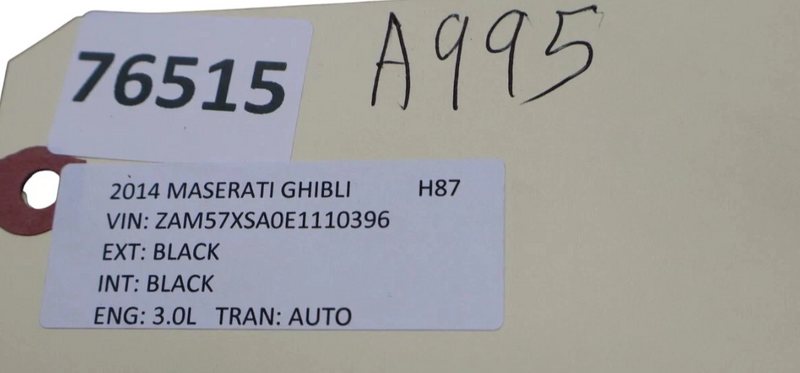 76515
A995
2014 MASERATI GHIBLI H87
VIN: ZAM57XSA0E1110396
EXT: BLACK
INT: BLACK
ENG: 3.0L TRAN: AUTO